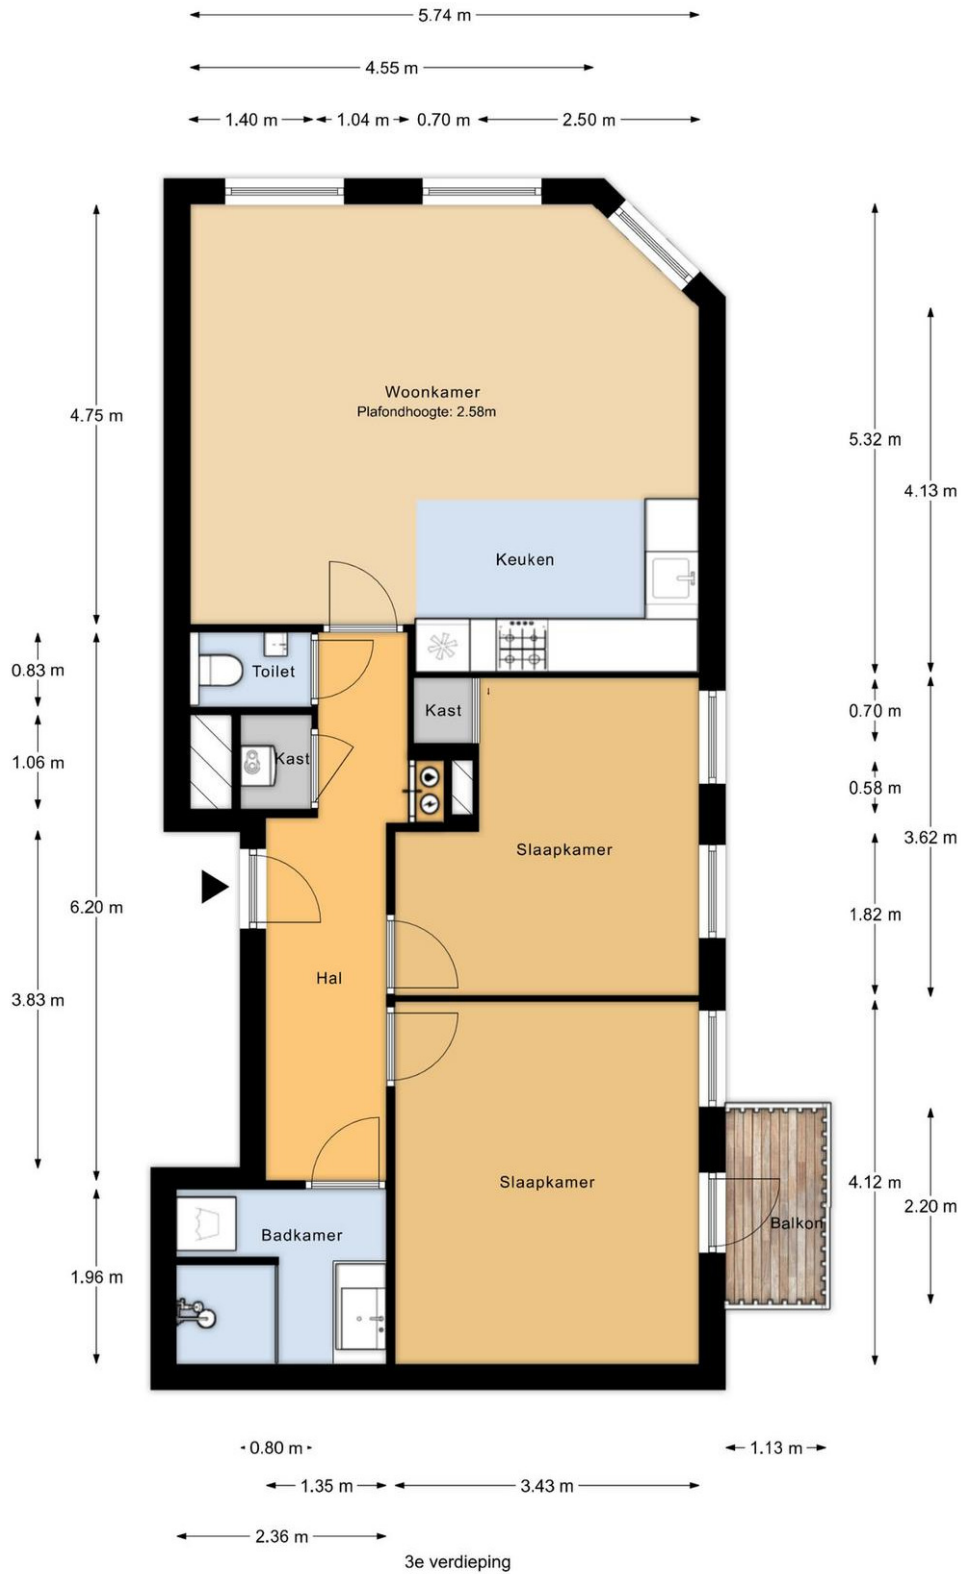 5.74 m
4.55 m
1.40 m 1.04 m 0.70 m 2.50 m
Woonkamer
Plafondhoogte: 2.58m
4.75 m
5.32 m
4.13 m
Keuken
0.83 m
Toilet
Kast
0.70 m
1.06 m
Kast
0.58 m
3.62 m
Slaapkamer
6.20 m
1.82 m
Hal
3.83 m
Slaapkamer
4.12 m
2.20 m
Balkon
Badkamer
1.96 m
0.80 m
1.13 m
1.35 m
3.43 m
2.36 m
3e verdieping